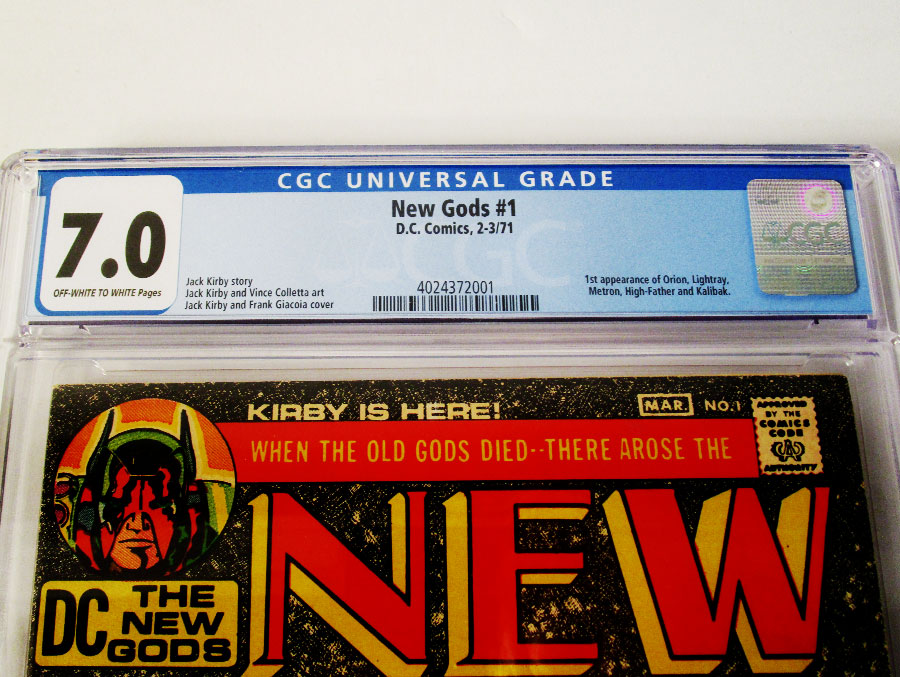 CGC UNIVERSAL GRADE
7.0
OFF-WHITE TO WHITE Pages
New Gods #1
D.C. Comics, 2-3/71
Jack Kirby story
Jack Kirby and Vince Colletta art
Jack Kirby and Frank Giacoia cover
4024372001
1st appearance of Orion, Lightray,
Metron, High-Father and Kalibak.
CGC
KIRBY IS HERE!
MAR. NO.1
APPROVED
BY THE
COMICS
CODE
AUTHORITY
WHEN THE OLD GODS DIED--THERE AROSE THE
NEW
DC
THE
NEW
GODS